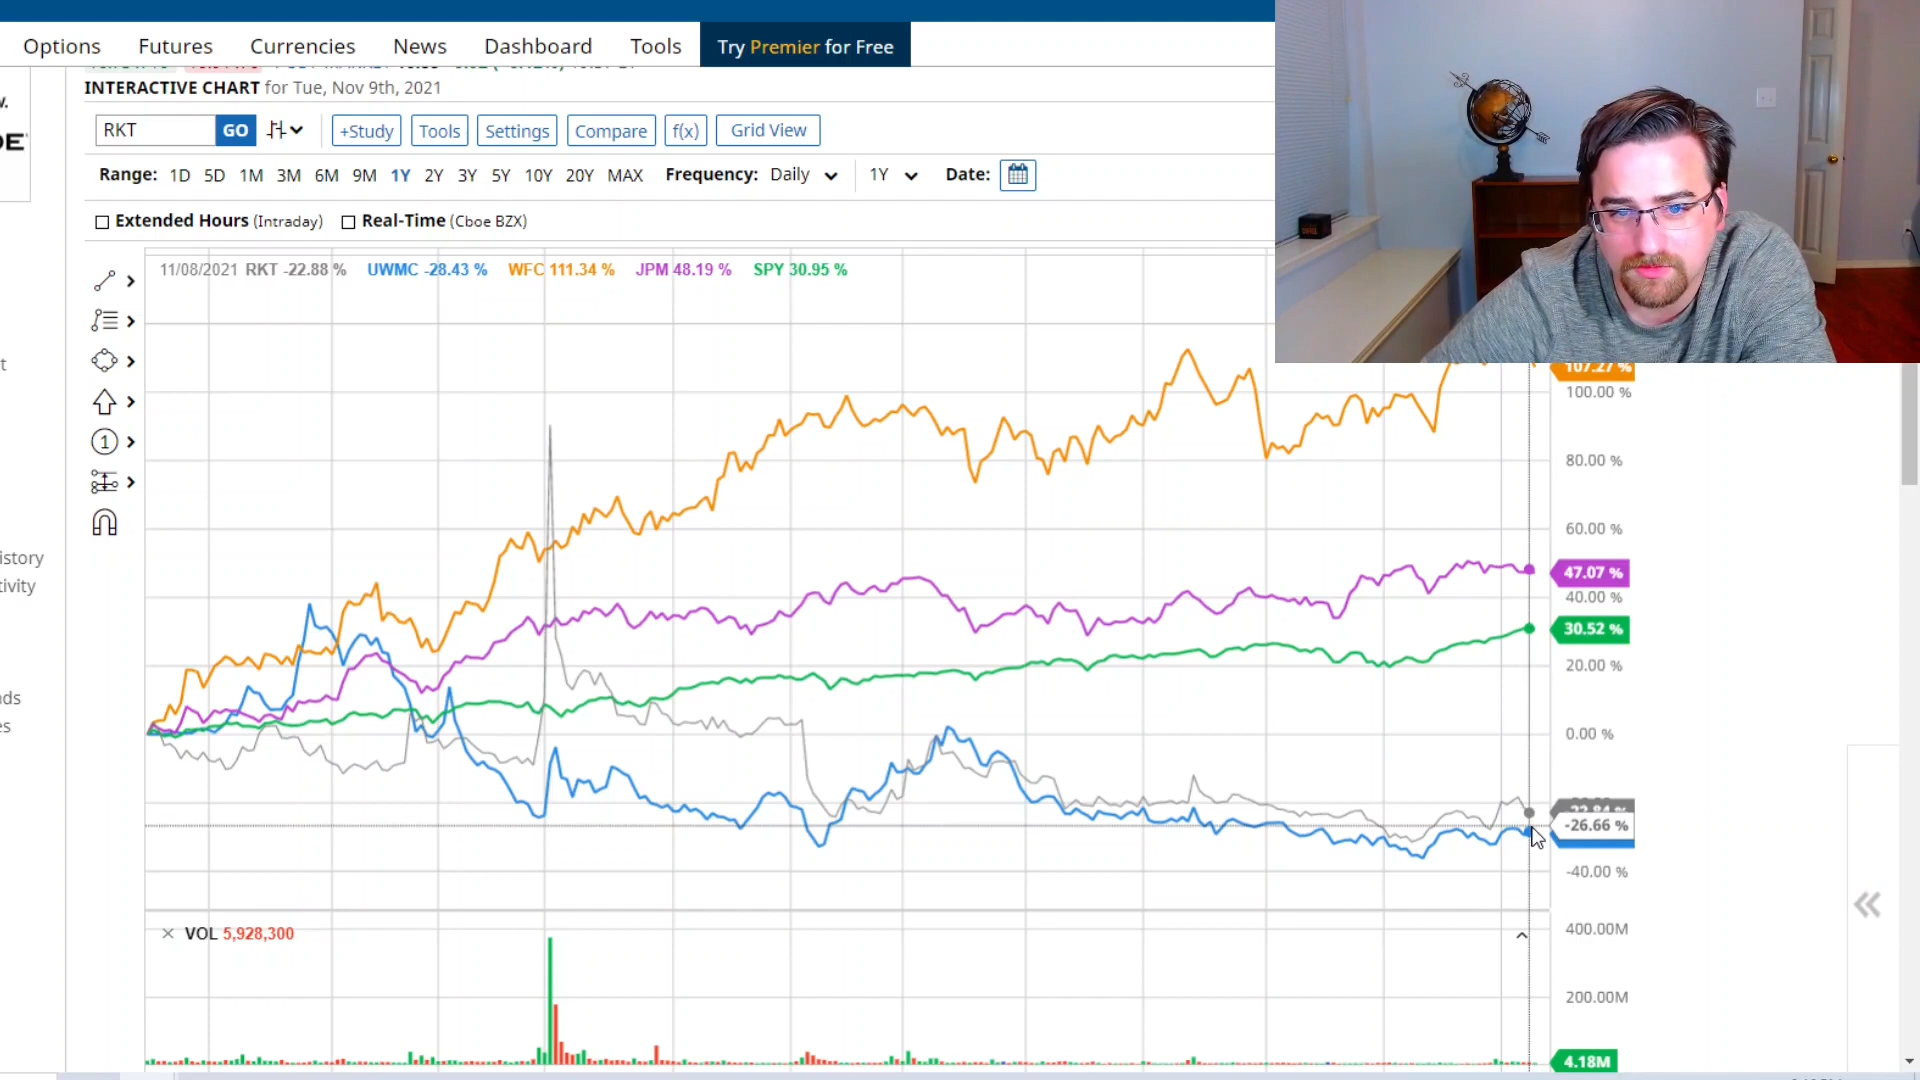 Options Futures Currencies News Dashboard Tools Try Premier for Free
INTERACTIVE CHART for Tue, Nov 9th, 2021
RKT GO +Study Tools Settings Compare f(x) Grid View
Range: 1D 5D 1M 3M 6M 9M 1Y 2Y 3Y 5Y 10Y 20Y MAX Frequency: Daily 1Y Date:
Extended Hours (Intraday) Real-Time (Cboe BZX)
11/08/2021 RKT -22.88 % UWMC -28.43 % WFC 111.34 % JPM 48.19 % SPY 30.95 %
107.27 %
100.00 %
80.00 %
60.00 %
47.07 %
40.00 %
30.52 %
20.00 %
0.00 %
-26.66 %
-40.00 %
1
VOL 5,928,300
400.00M
200.00M
4.18M